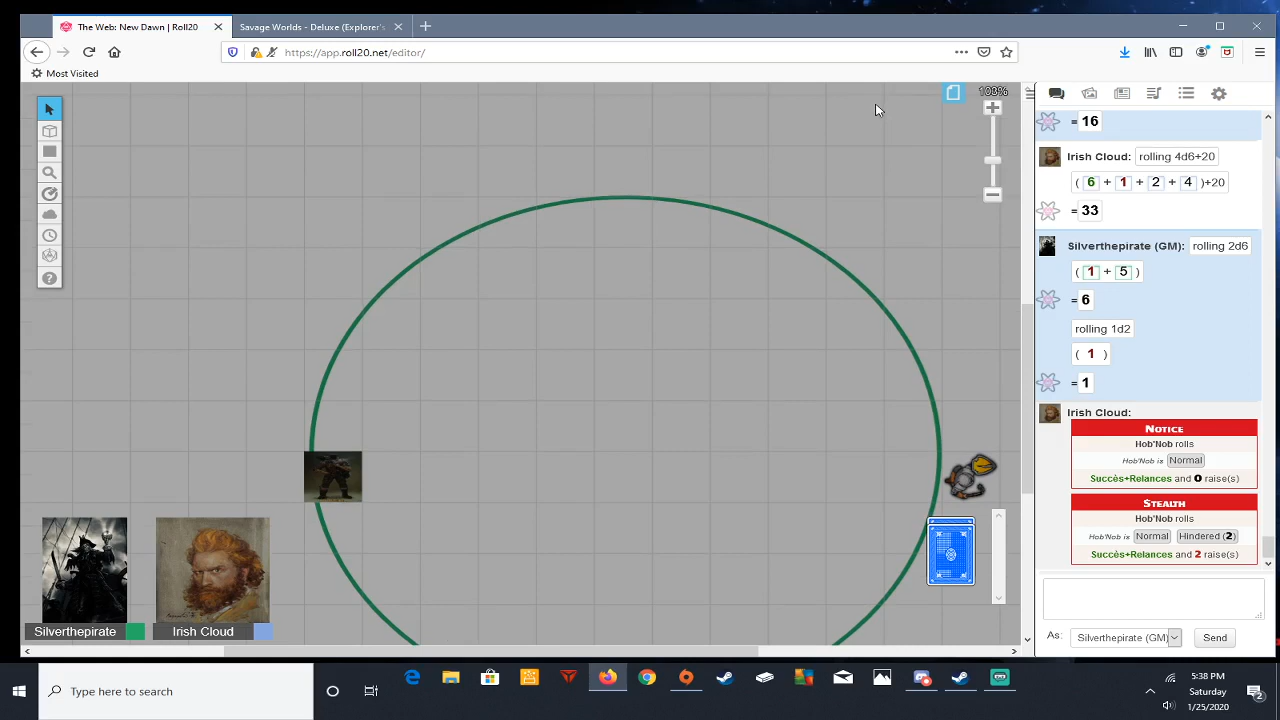 The Web: New Dawn | Roll20
Savage Worlds - Deluxe (Explorer's
https://app.roll20.net/editor/
Most Visited
103%
= 16
Irish Cloud: rolling 4d6+20
( 6 + 1 + 2 + 4 )+20
= 33
Silverthepirate (GM): rolling 2d6
( 1 + 5 )
= 6
rolling 1d2
( 1 )
= 1
Irish Cloud:
NOTICE
Hob'Nob rolls
Hob'Nob is Normal
Succès+Relances and 0 raise(s)
STEALTH
Hob'Nob rolls
Hob'Nob is Normal Hindered (2)
Succès+Relances and 2 raise(s)
Silverthepirate
Irish Cloud
As: Silverthepirate (GM) Send
Type here to search
5:38 PM
Saturday
1/25/2020
2